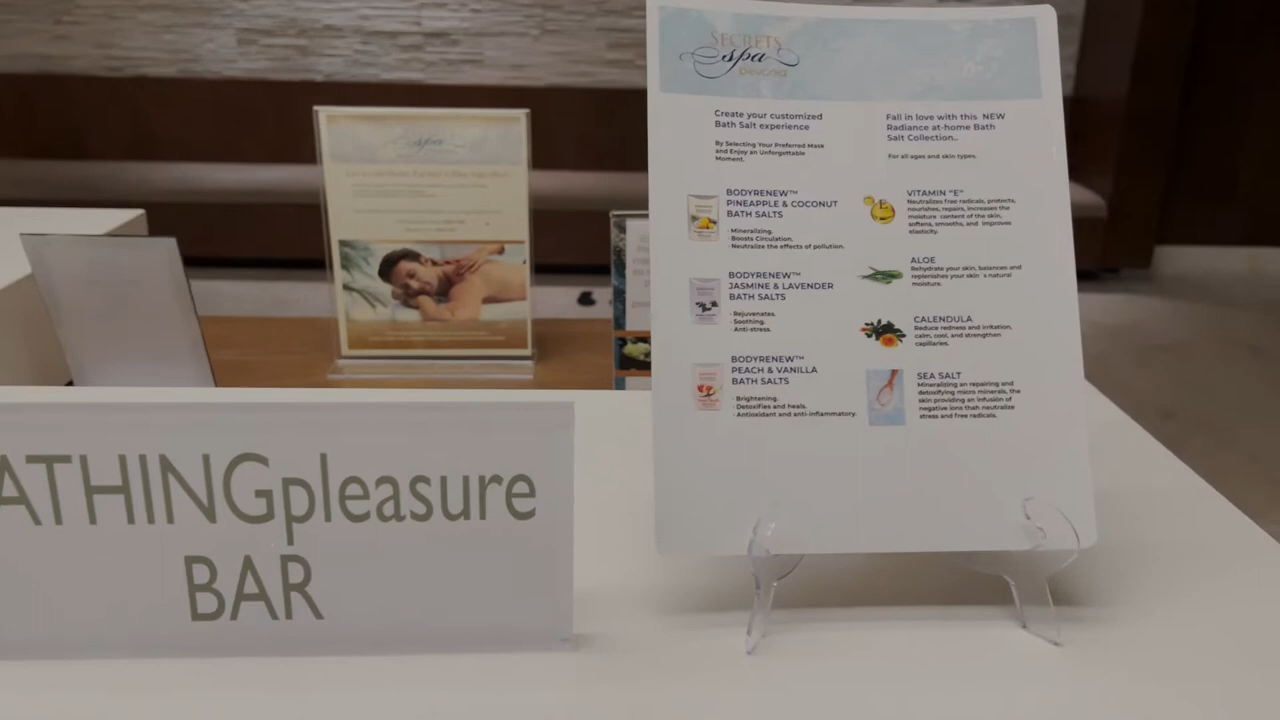 SECRETS
spa
Create your customized
Bath Salt experience
By Selecting Your Preferred Mask
and Enjoy an Unforgettable
Moment.
BODYRENEW™
PINEAPPLE & COCONUT
BATH SALTS
· Mineralizing.
· Boosts Circulation.
· Neutralize the effects of pollution.
BODYRENEW™
JASMINE & LAVENDER
BATH SALTS
· Rejuvenates.
· Soothing.
· Anti-stress.
BODYRENEW™
PEACH & VANILLA
BATH SALTS
· Brightening.
· Detoxifies and heals.
· Antioxidant and anti-inflammatory.
Fall in love with this NEW
Radiance at-home Bath
Salt Collection..
For all ages and skin types.
VITAMIN "E"
Neutralizes free radicals, protects,
nourishes, repairs, increases the
moisture content of the skin,
softens, smooths, and improves
elasticity.
ALOE
Rehydrate your skin, balances and
replenishes your skin´s natural
moisture.
CALENDULA
Reduce redness and irritation,
calm, cool, and strengthen
capillaries.
SEA SALT
Mineralizing an repairing and
detoxifying micro minerals, the
skin providing an infusion of
negative ions thah neutralize
stress and free radicals.
spa
ATHINGpleasure
BAR